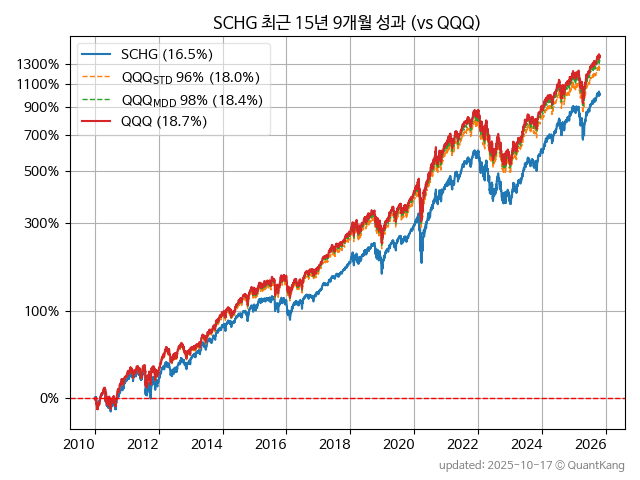 SCHG 최근 15년 9개월 성과 (vs QQQ)
SCHG (16.5%)
QQQSTD 96% (18.0%)
QQQMDD 98% (18.4%)
QQQ (18.7%)
1300%
1100%
900%
700%
500%
300%
100%
0%
2010 2012 2014 2016 2018 2020 2022 2024 2026
updated: 2025-10-17 © QuantKang